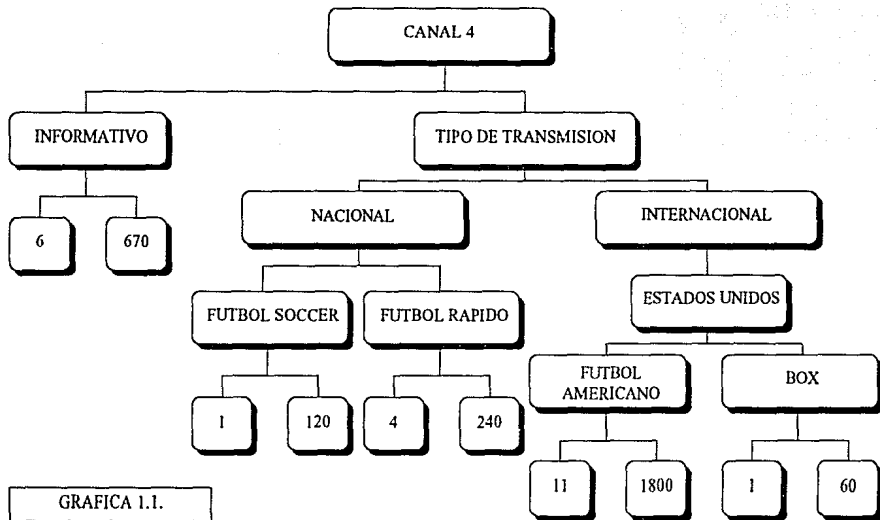 CANAL 4
INFORMATIVO
TIPO DE TRANSMISION
NACIONAL
INTERNACIONAL
6
670
ESTADOS UNIDOS
FUTBOL SOCCER
FUTBOL RAPIDO
FUTBOL
AMERICANO
BOX
1
120
4
240
11
1800
1
60
GRAFICA 1.1.